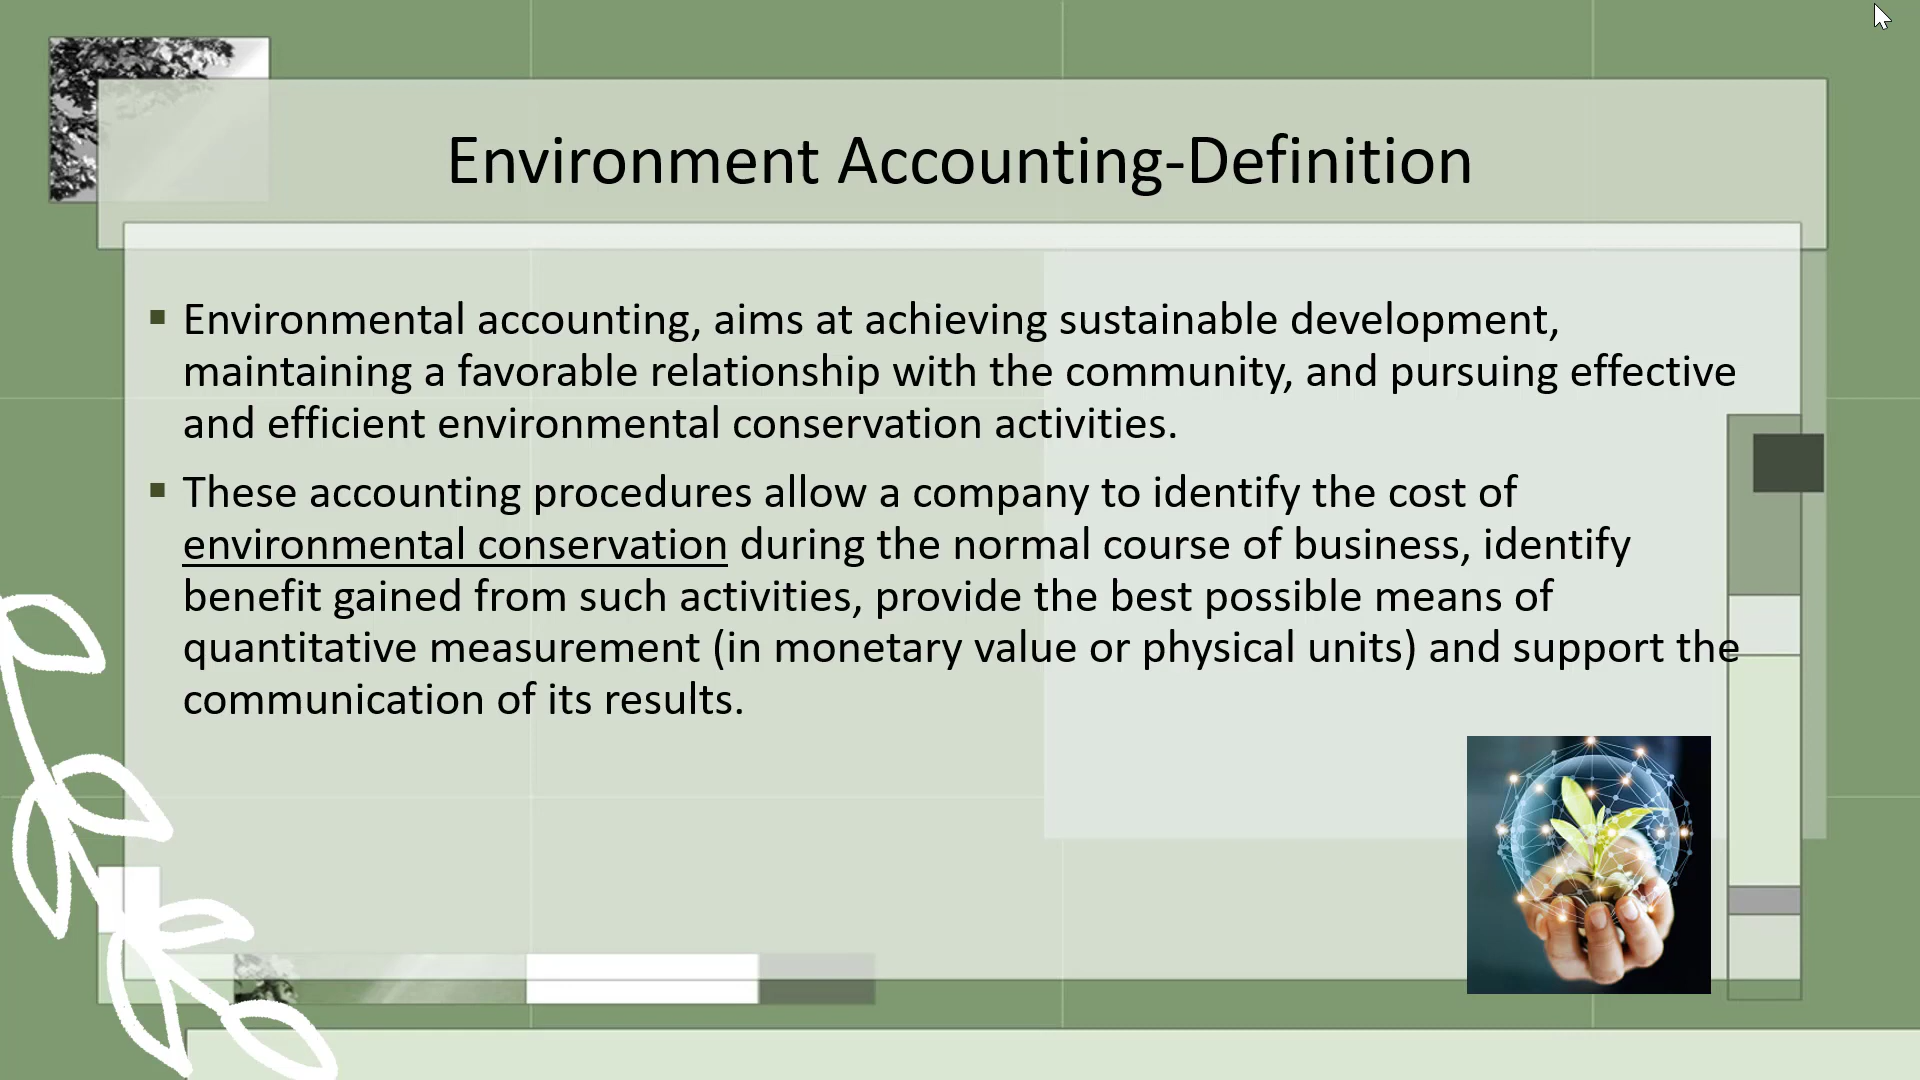 Environment Accounting-Definition
Environmental accounting, aims at achieving sustainable development,
maintaining a favorable relationship with the community, and pursuing effective
and efficient environmental conservation activities.
These accounting procedures allow a company to identify the cost of
environmental conservation during the normal course of business, identify
benefit gained from such activities, provide the best possible means of
quantitative measurement (in monetary value or physical units) and support the
communication of its results.